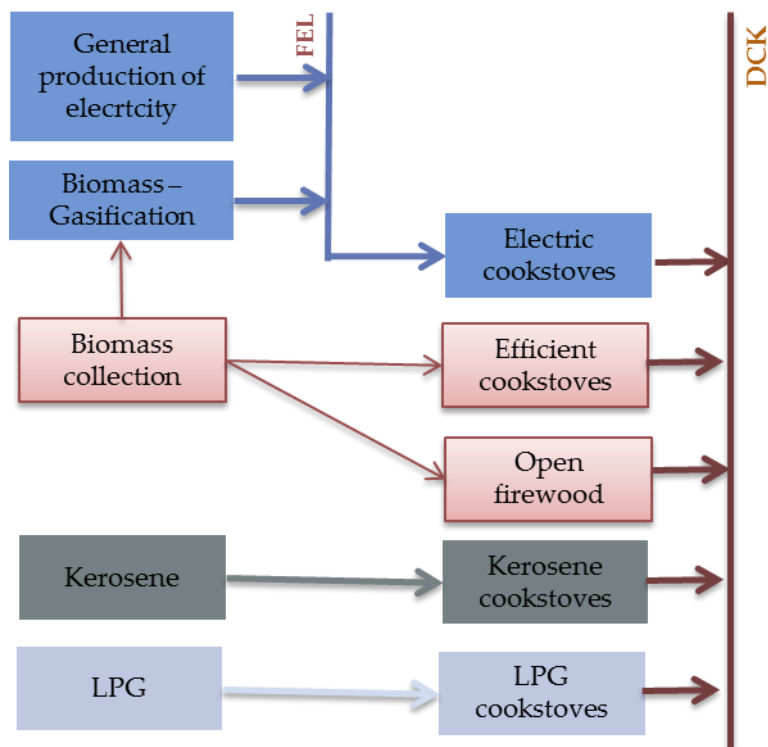 General
production of
elecrtcity
FEL
DCK
Biomass –
Gasification
Electric
cookstoves
Biomass
collection
Efficient
cookstoves
Open
firewood
Kerosene
Kerosene
cookstoves
LPG
LPG
cookstoves